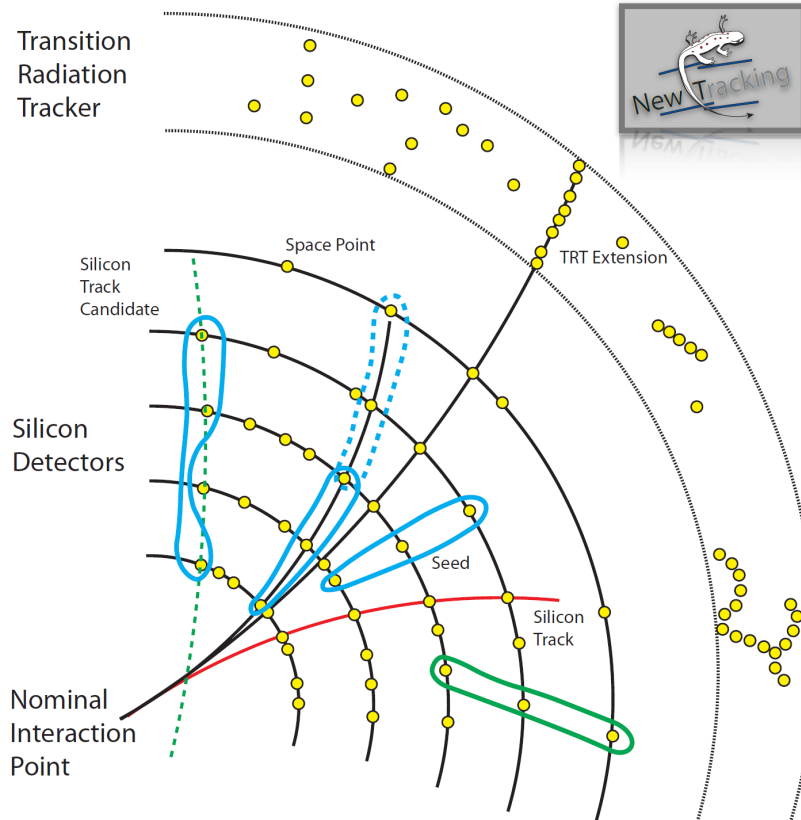 Transition
Radiation
Tracker
New Tracking
Space Point
TRT Extension
Silicon
Track
Candidate
Silicon
Detectors
Seed
Silicon
Track
Nominal
Interaction
Point